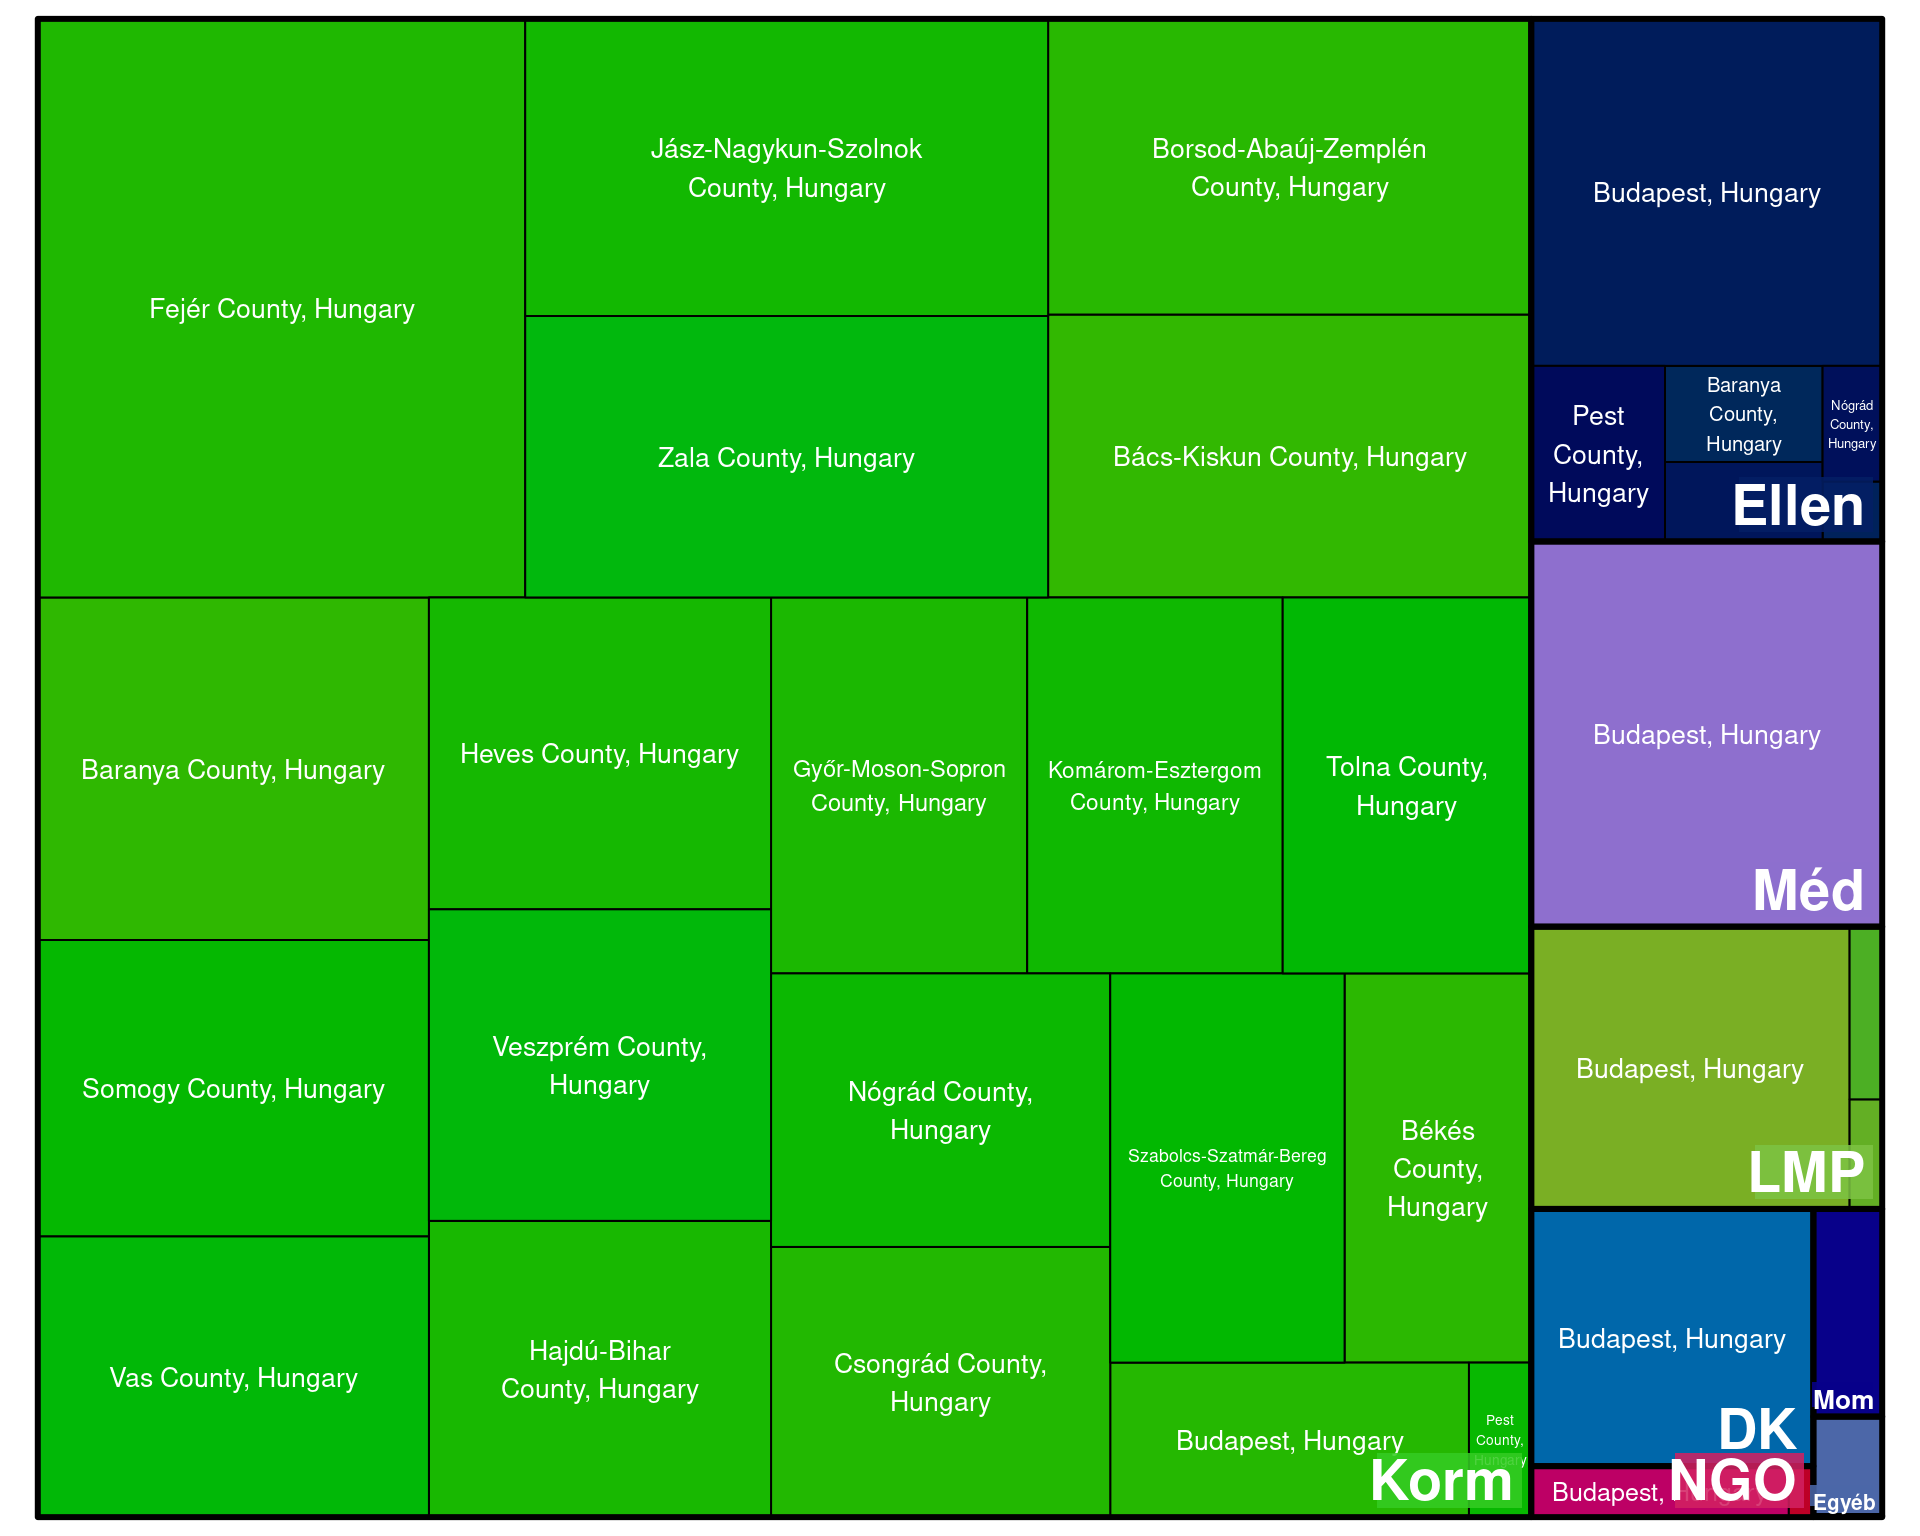 Fejér County, Hungary
Jász-Nagykun-Szolnok
County, Hungary
Zala County, Hungary
Borsod-Abaúj-Zemplén
County, Hungary
Bács-Kiskun County, Hungary
Baranya County, Hungary
Somogy County, Hungary
Vas County, Hungary
Heves County, Hungary
Veszprém County,
Hungary
Hajdú-Bihar
County, Hungary
Győr-Moson-Sopron
County, Hungary
Komárom-Esztergom
County, Hungary
Tolna County,
Hungary
Nógrád County,
Hungary
Csongrád County,
Hungary
Szabolcs-Szatmár-Bereg
County, Hungary
Békés
County,
Hungary
Budapest, Hungary
Pest
County,
Hungary
Korm
Budapest, Hungary
Pest
County,
Hungary
Baranya
County,
Hungary
Nógrád
County,
Hungary
Ellen
Budapest, Hungary
Méd
Budapest, Hungary
LMP
Budapest, Hungary
DK
Mom
Budapest, Hungary
NGO
Egyéb